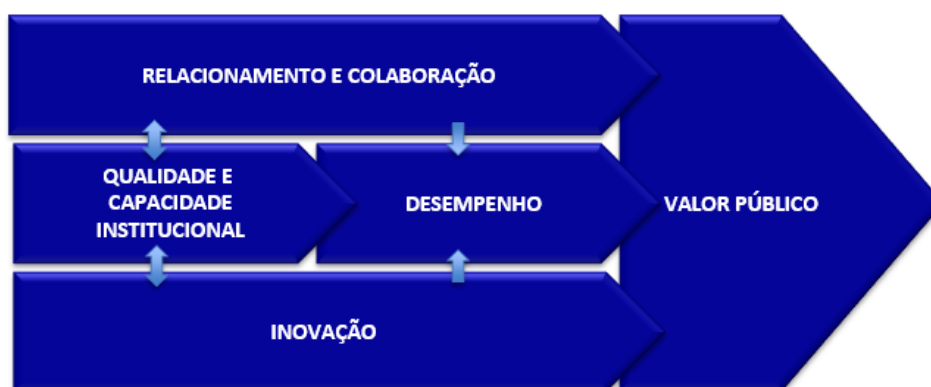 RELACIONAMENTO E COLABORAÇÃO
QUALIDADE E
CAPACIDADE
INSTITUCIONAL
DESEMPENHO
VALOR PÚBLICO
INOVAÇÃO